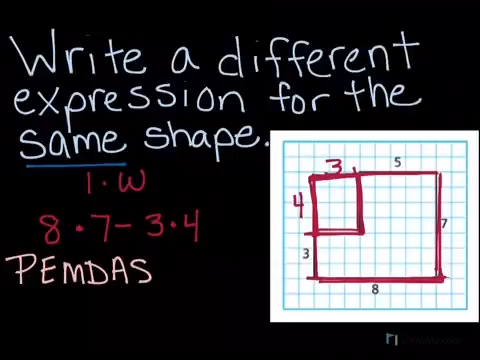 Write a different
expression for the
same shape.
l · w
8 · 7 - 3 · 4
PEMDAS
3
5
4
7
3
8